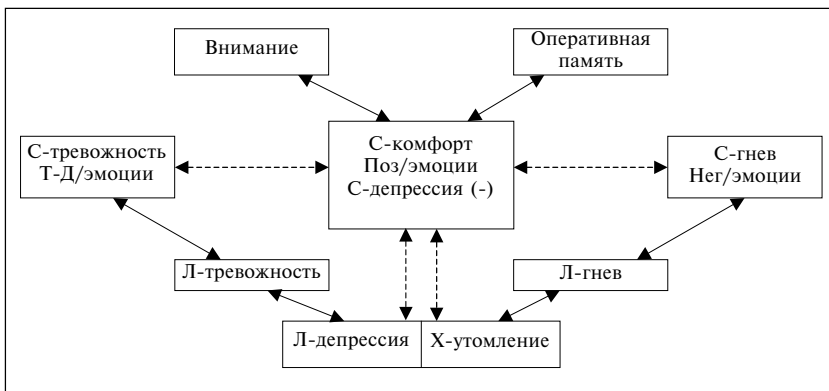 Внимание
Оперативная
память
С-тревожность
Т-Д/эмоции
С-комфорт
Поз/эмоции
С-депрессия (-)
С-гнев
Нег/эмоции
Л-тревожность
Л-гнев
Л-депрессия
Х-утомление